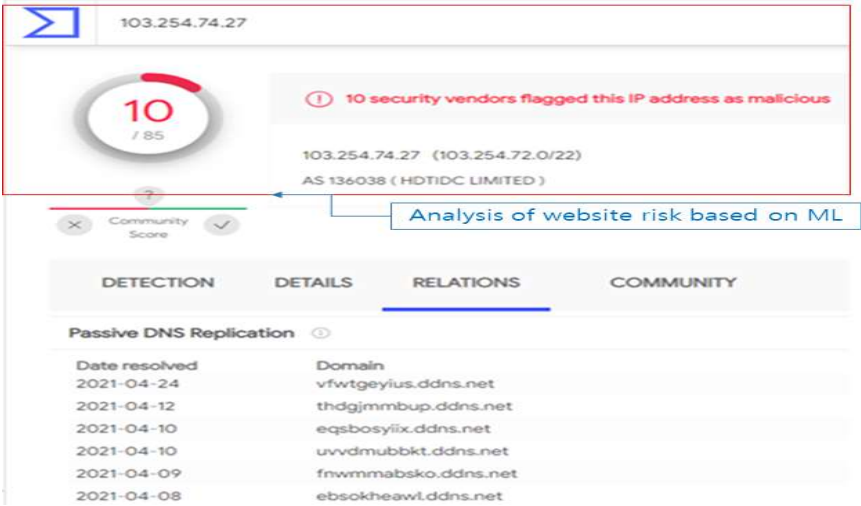 103.254.74.27
10
/ 85
10 security vendors flagged this IP address as malicious
103.254.74.27 (103.254.72.0/22)
AS 136038 ( HDTIDC LIMITED )
?
Community
Score
Analysis of website risk based on ML
DETECTION DETAILS RELATIONS COMMUNITY
Passive DNS Replication
Date resolved Domain
2021-04-24 vfwtgeyius.ddns.net
2021-04-12 thdgjmmbup.ddns.net
2021-04-10 eqsbosyiix.ddns.net
2021-04-10 uvvdmubbkt.ddns.net
2021-04-09 fnwmmabsko.ddns.net
2021-04-08 ebsokheawl.ddns.net